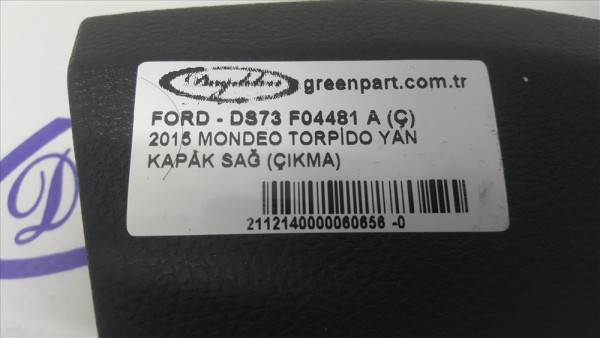 greenpart.com.tr
FORD - DS73 F04481 A (Ç)
2015 MONDEO TORPİDO YAN
KAPAK SAĞ (ÇIKMA)
2112140000060656 -0
D